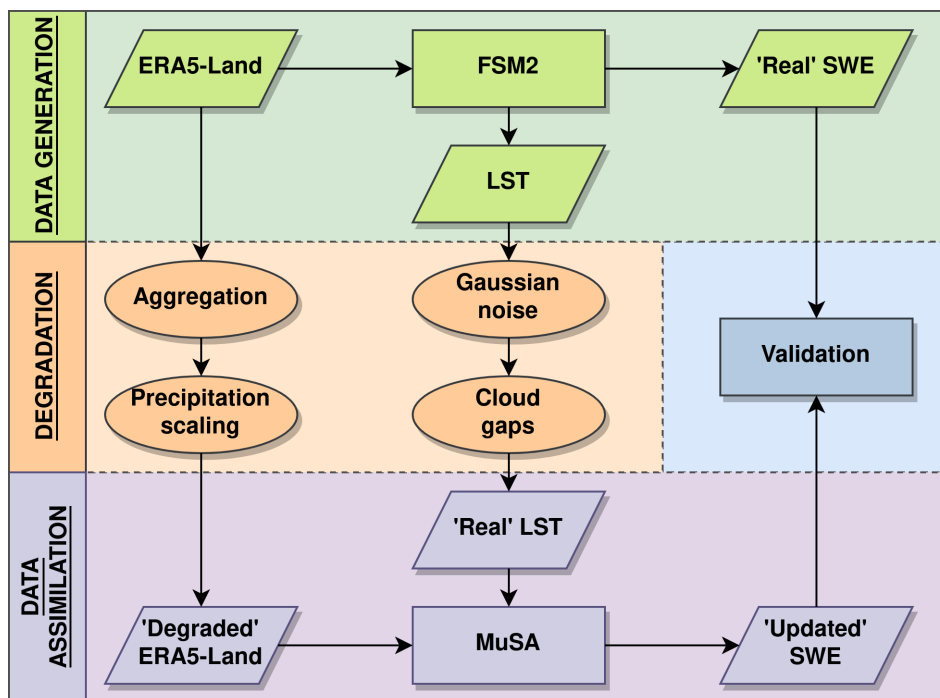 DATA GENERATION
ERA5-Land
FSM2
'Real' SWE
LST
DEGRADATION
Aggregation
Gaussian
noise
Validation
Precipitation
scaling
Cloud
gaps
DATA
ASSIMILATION
'Real' LST
'Degraded'
ERA5-Land
MuSA
'Updated'
SWE